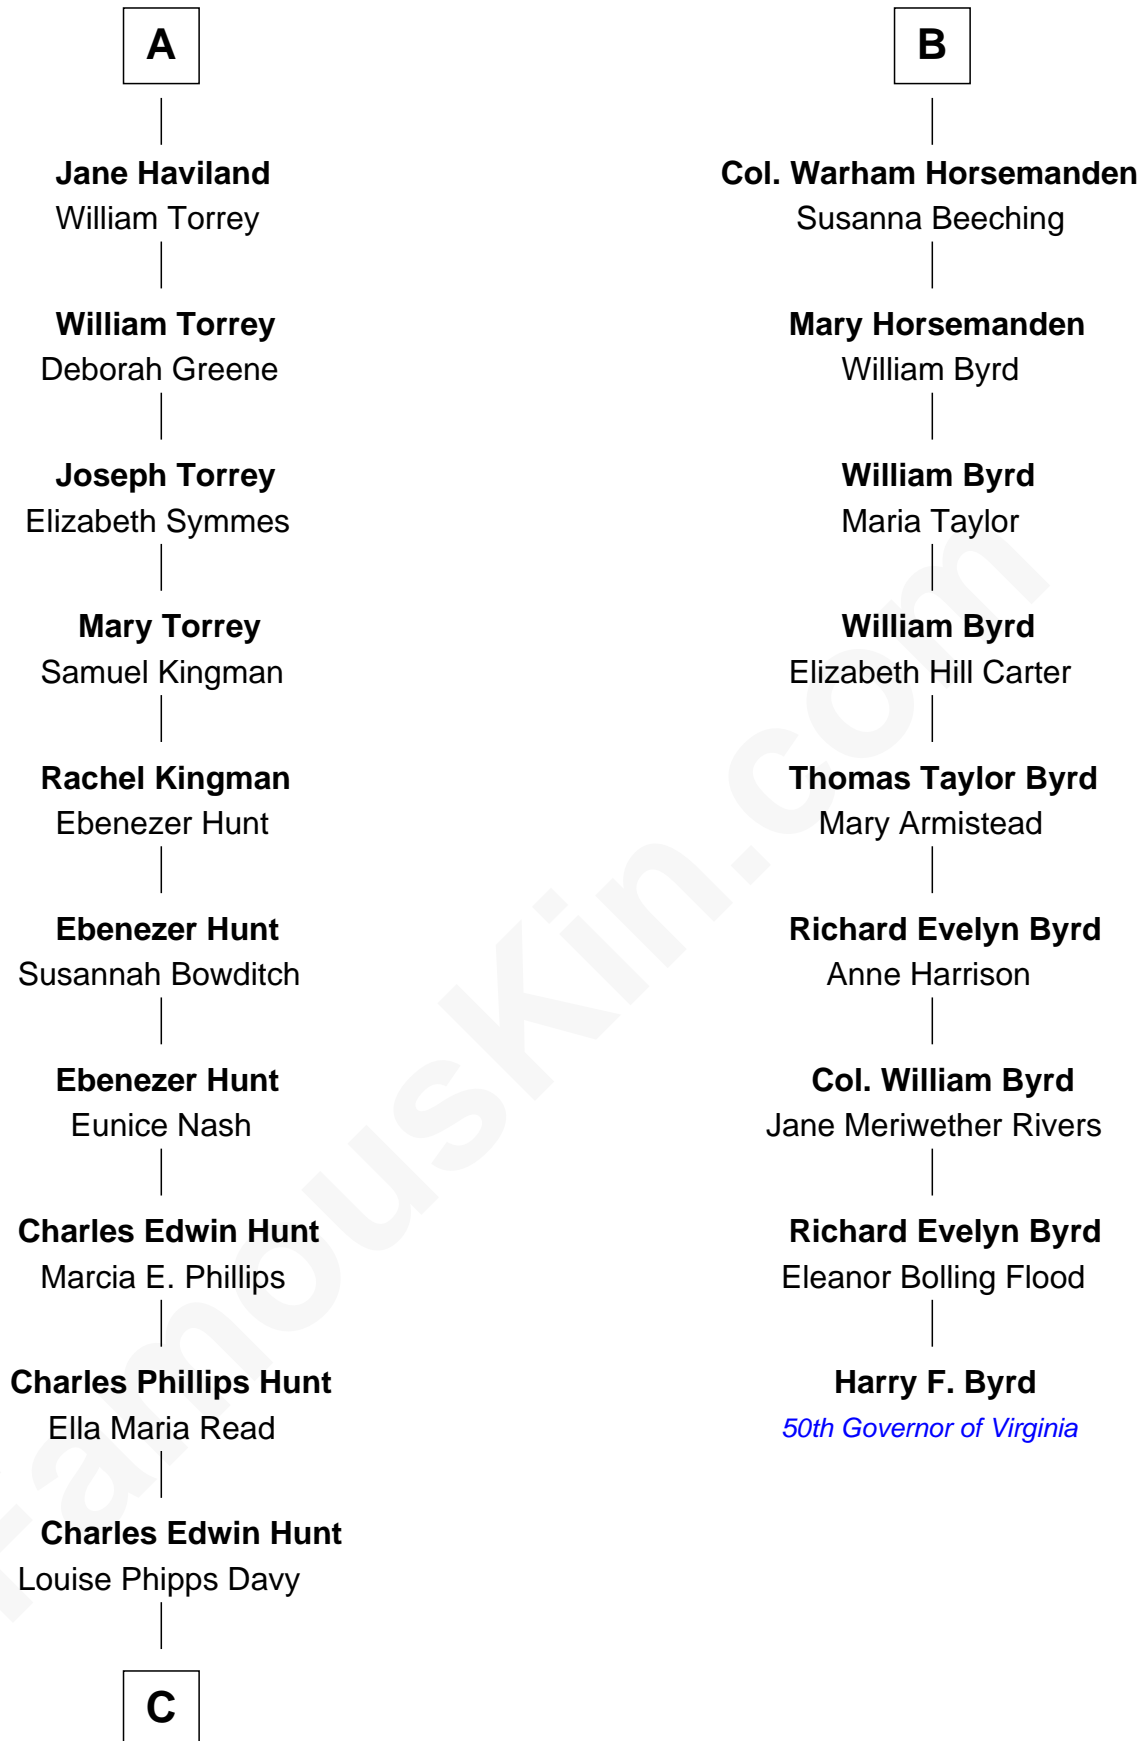 A
Jane Haviland
William Torrey
William Torrey
Deborah Greene
Joseph Torrey
Elizabeth Symmes
Mary Torrey
Samuel Kingman
Rachel Kingman
Ebenezer Hunt
Ebenezer Hunt
Susannah Bowditch
Ebenezer Hunt
Eunice Nash
Charles Edwin Hunt
Marcia E. Phillips
Charles Phillips Hunt
Ella Maria Read
Charles Edwin Hunt
Louise Phipps Davy
C
B
Col. Warham Horsemanden
Susanna Beeching
Mary Horsemanden
William Byrd
William Byrd
Maria Taylor
William Byrd
Elizabeth Hill Carter
Thomas Taylor Byrd
Mary Armistead
Richard Evelyn Byrd
Anne Harrison
Col. William Byrd
Jane Meriwether Rivers
Richard Evelyn Byrd
Eleanor Bolling Flood
Harry F. Byrd
50th Governor of Virginia
FamousKin.com